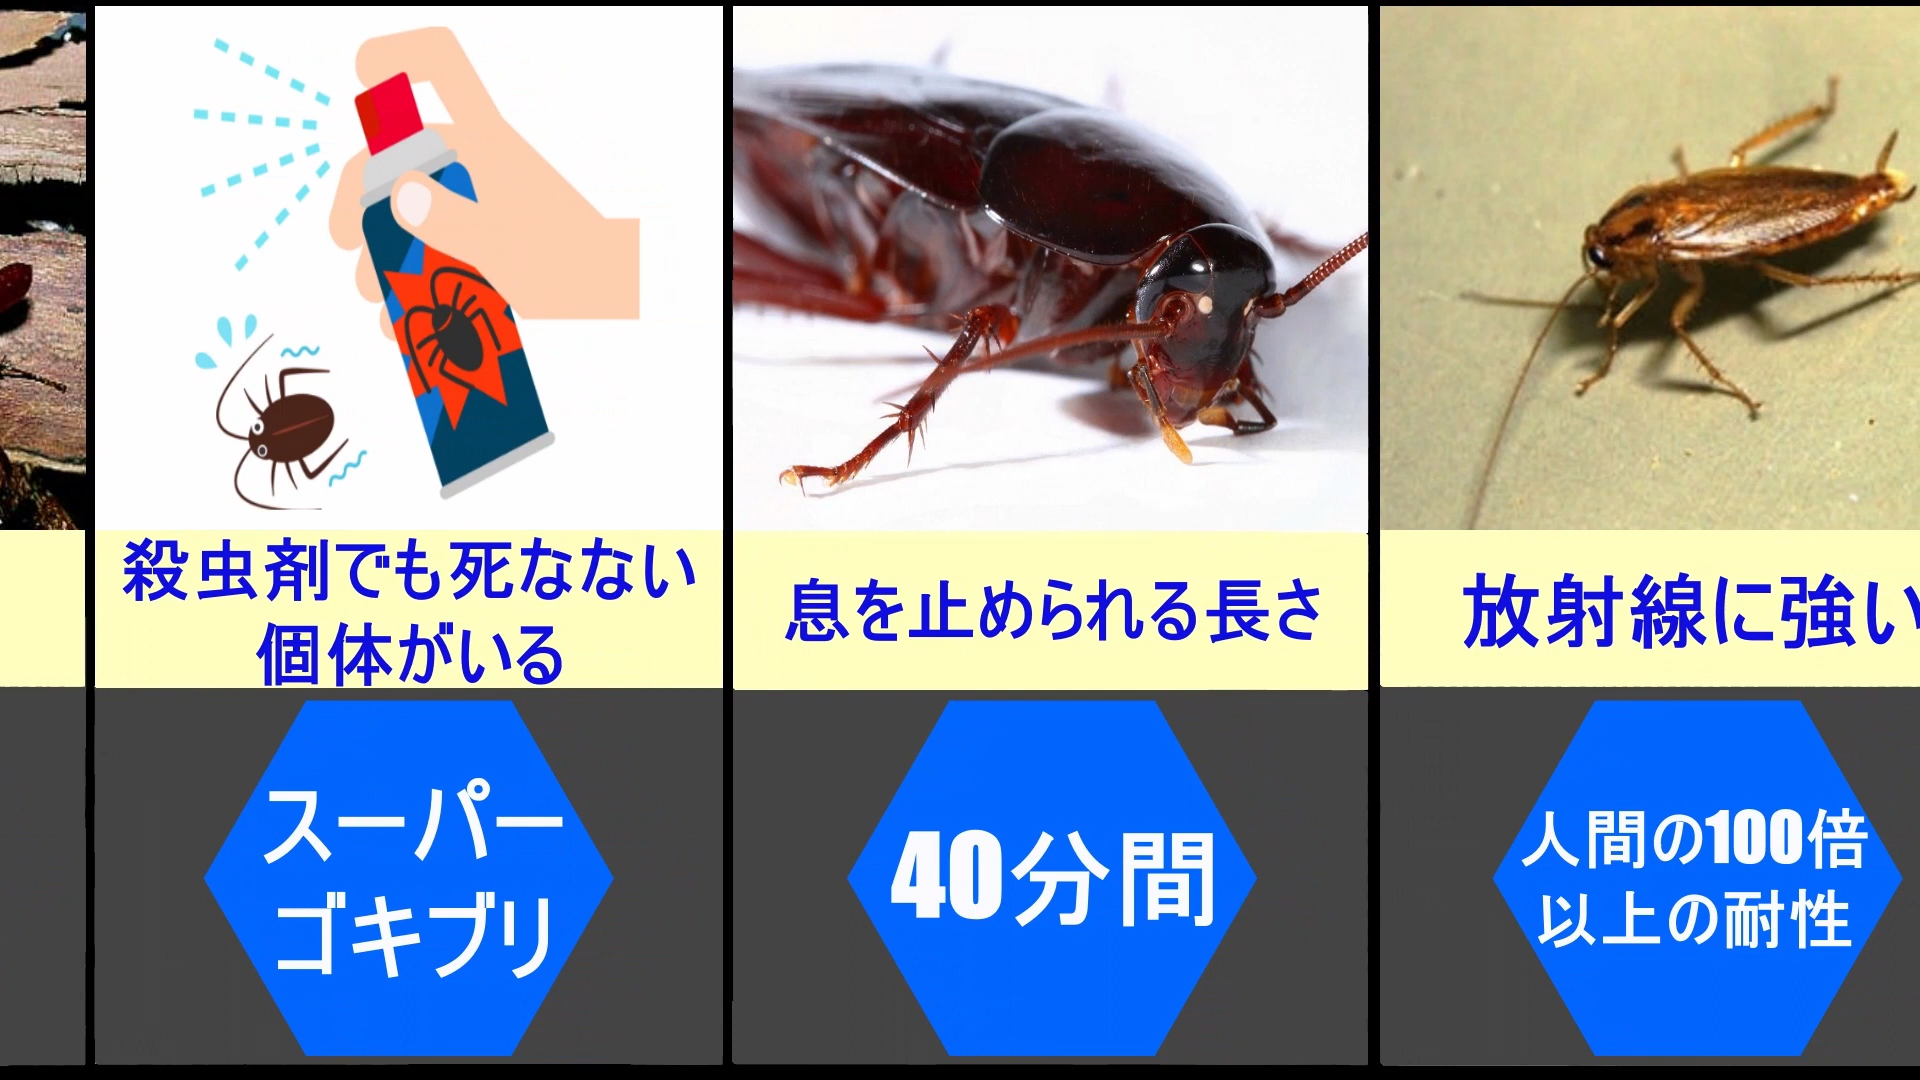 殺虫剤でも死なない
個体がいる
スーパー
ゴキブリ
息を止められる長さ
40分間
放射線に強い
人間の100倍
以上の耐性